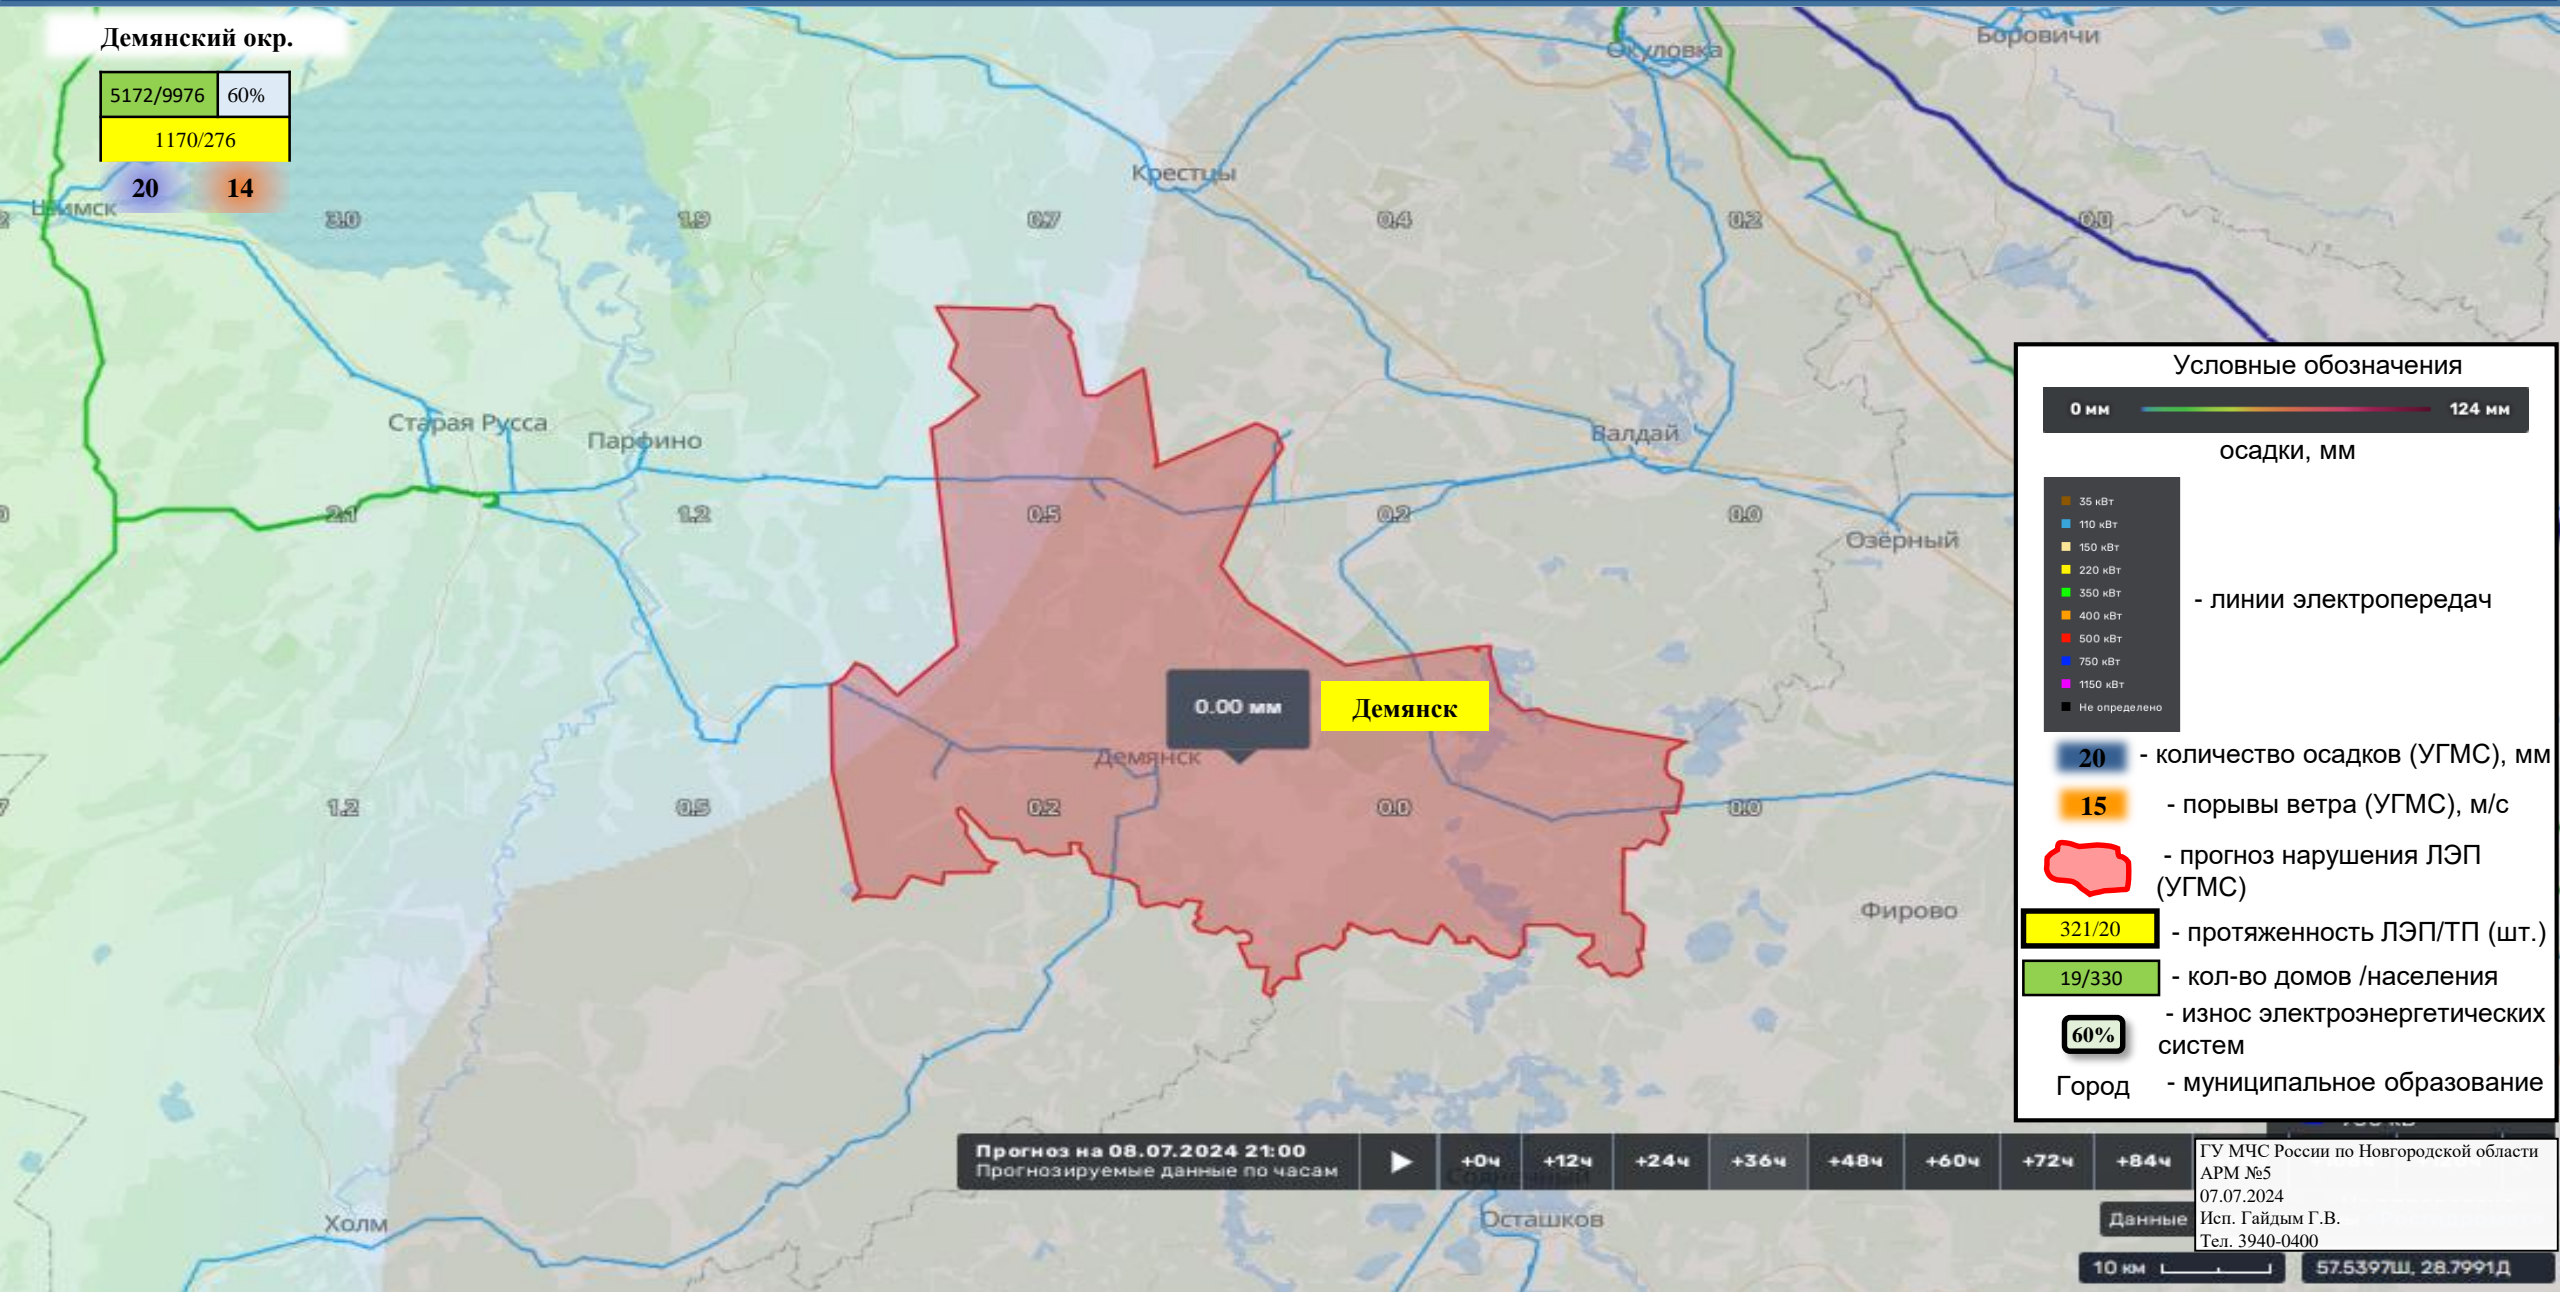 Демянский окр.
5172/9976 60%
1170/276
20 14
Окуловка
Боровичи
Крестцы
Шимск
3.0 1.9 0.7 0.4 0.2 0.0
Старая Русса
Парфино
Валдай
2.1 1.2 0.5 0.2 0.0
Озёрный
0.00 мм
Демянск
Демянск
1.2 0.5 0.2 0.0 0.0
Фирово
Холм
Осташков
Условные обозначения
0 мм 124 мм
осадки, мм
35 кВт
110 кВт
150 кВт
220 кВт
350 кВт
400 кВт
500 кВт
750 кВт
1150 кВт
Не определено
- линии электропередач
20 - количество осадков (УГМС), мм
15 - порывы ветра (УГМС), м/с
- прогноз нарушения ЛЭП
(УГМС)
321/20 - протяженность ЛЭП/ТП (шт.)
19/330 - кол-во домов /населения
60% - износ электроэнергетических
систем
Город - муниципальное образование
Прогноз на 08.07.2024 21:00
Прогнозируемые данные по часам
+0ч +12ч +24ч +36ч +48ч +60ч +72ч +84ч
ГУ МЧС России по Новгородской области
АРМ №5
07.07.2024
Исп. Гайдым Г.В.
Тел. 3940-0400
Данные
10 км
57.5397Ш, 28.7991Д